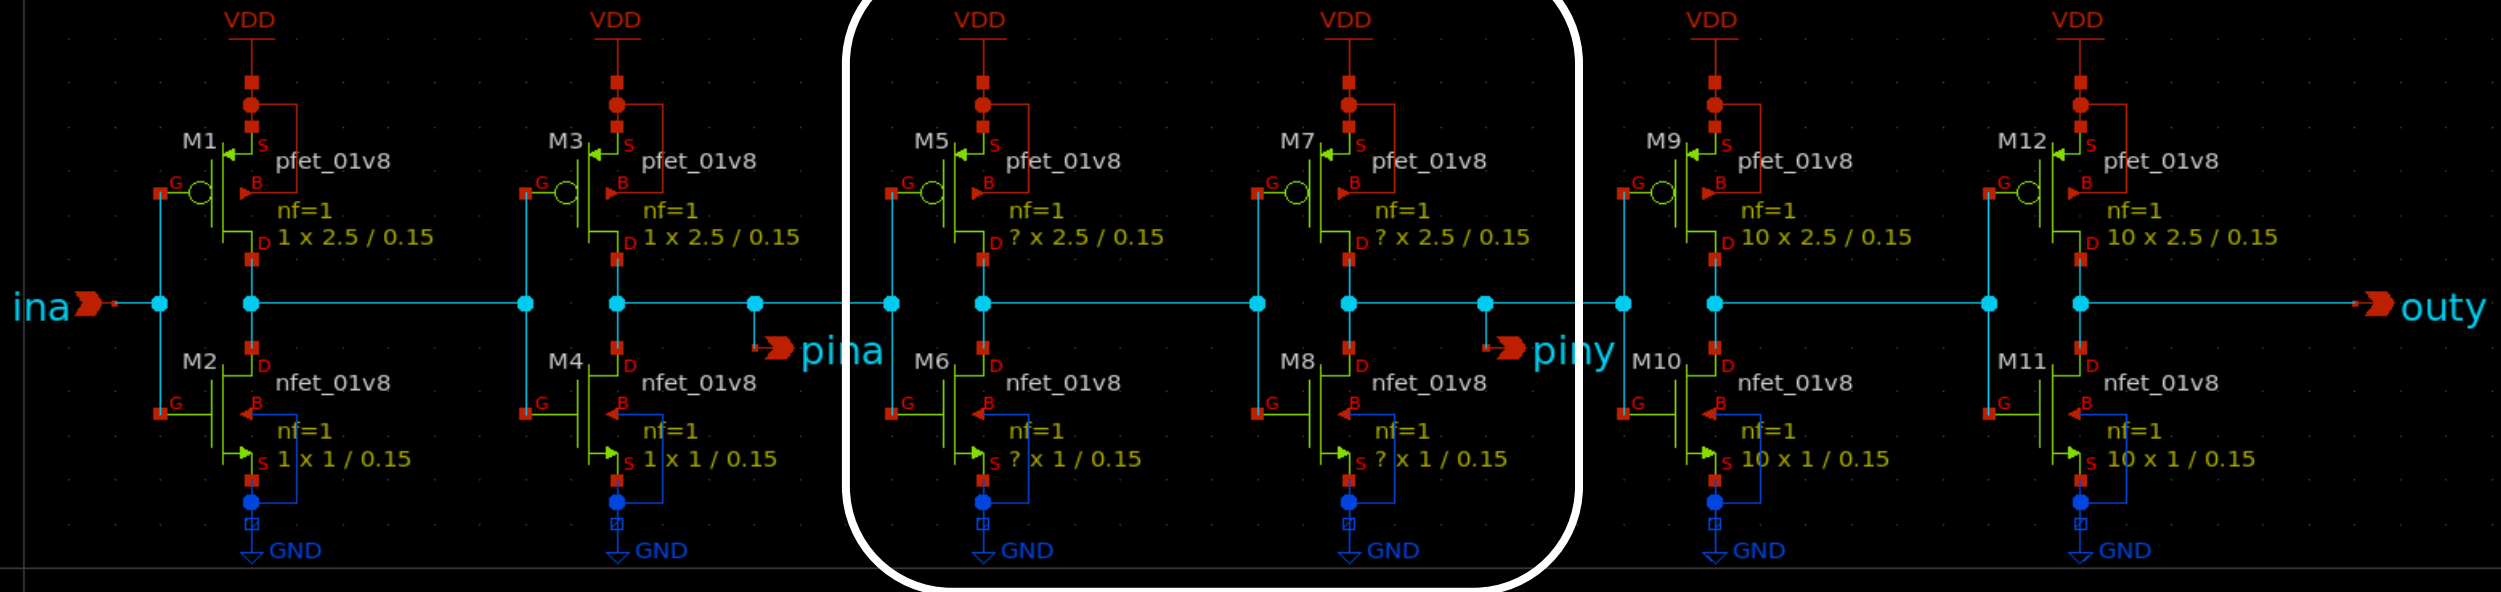 VDD VDD VDD VDD VDD VDD
M1 S pfet_01v8 G B nf=1 1 x 2.5 / 0.15 D
M3 S pfet_01v8 G B nf=1 1 x 2.5 / 0.15 D
M5 S pfet_01v8 G B nf=1 ? x 2.5 / 0.15 D
M7 S pfet_01v8 G B nf=1 ? x 2.5 / 0.15 D
M9 S pfet_01v8 G B nf=1 10 x 2.5 / 0.15 D
M12 S pfet_01v8 G B nf=1 10 x 2.5 / 0.15 D
ina
pina
piny
outy
M2 D nfet_01v8 G B nf=1 S 1 x 1 / 0.15
M4 D nfet_01v8 G B nf=1 S 1 x 1 / 0.15
M6 D nfet_01v8 G B nf=1 S ? x 1 / 0.15
M8 D nfet_01v8 G B nf=1 S ? x 1 / 0.15
M10 D nfet_01v8 G B nf=1 S 10 x 1 / 0.15
M11 D nfet_01v8 G B nf=1 S 10 x 1 / 0.15
GND GND GND GND GND GND